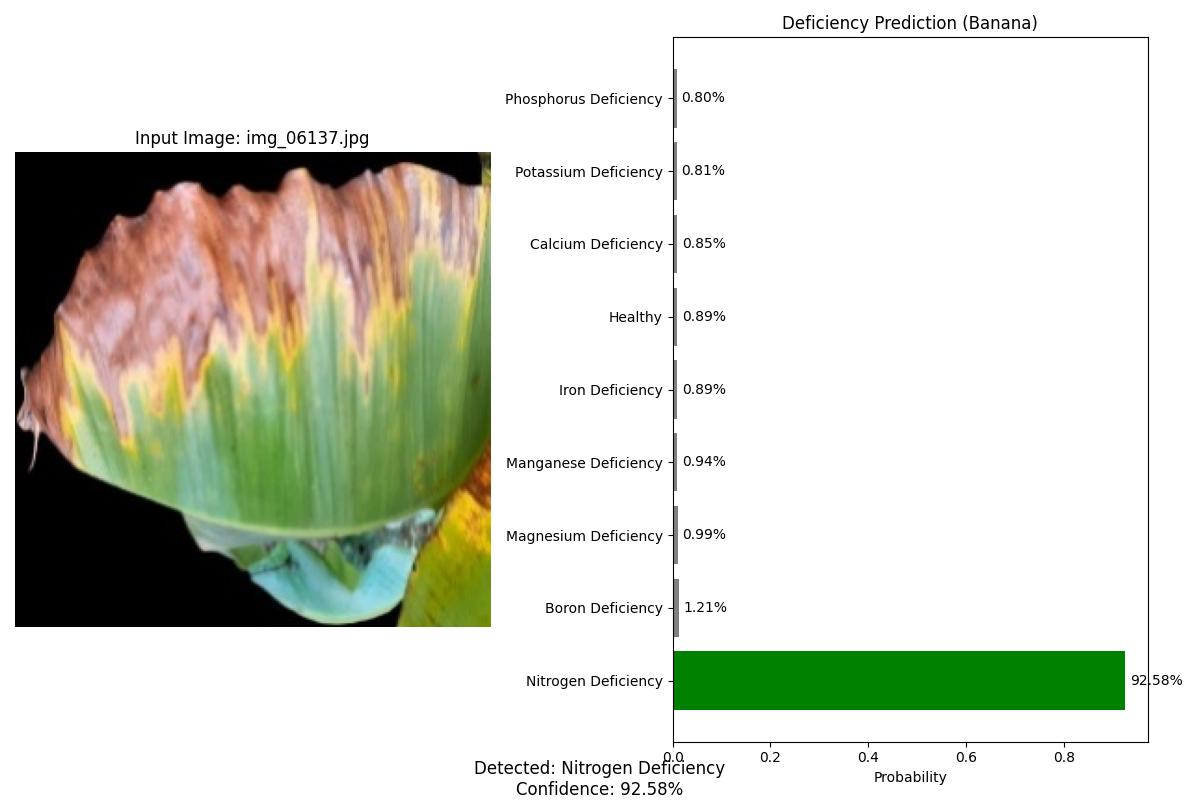 Deficiency Prediction (Banana)
Input Image: img_06137.jpg
Phosphorus Deficiency 0.80%
Potassium Deficiency 0.81%
Calcium Deficiency 0.85%
Healthy 0.89%
Iron Deficiency 0.89%
Manganese Deficiency 0.94%
Magnesium Deficiency 0.99%
Boron Deficiency 1.21%
Nitrogen Deficiency 92.58%
0.0 0.2 0.4 0.6 0.8
Probability
Detected: Nitrogen Deficiency
Confidence: 92.58%